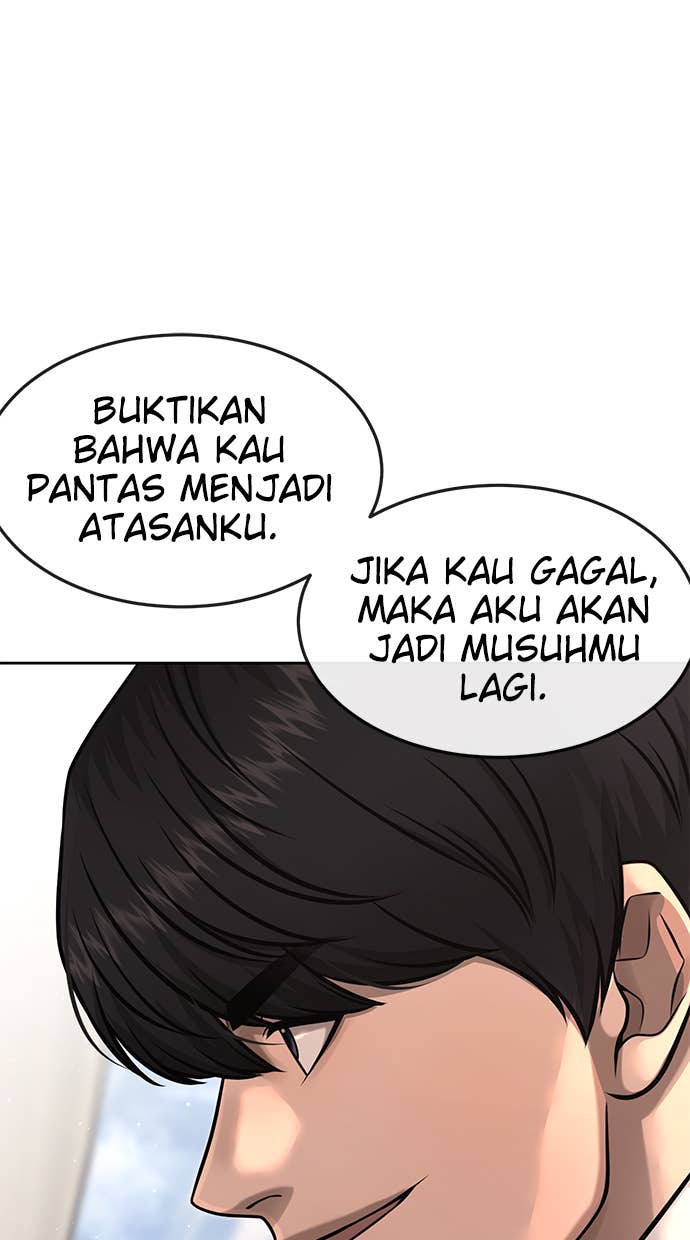 BUKTIKAN
BAHWA KAU
PANTAS MENJADI
ATASANKU.
JIKA KAU GAGAL,
MAKA AKU AKAN
JADI MUSUHMU
LAGI.